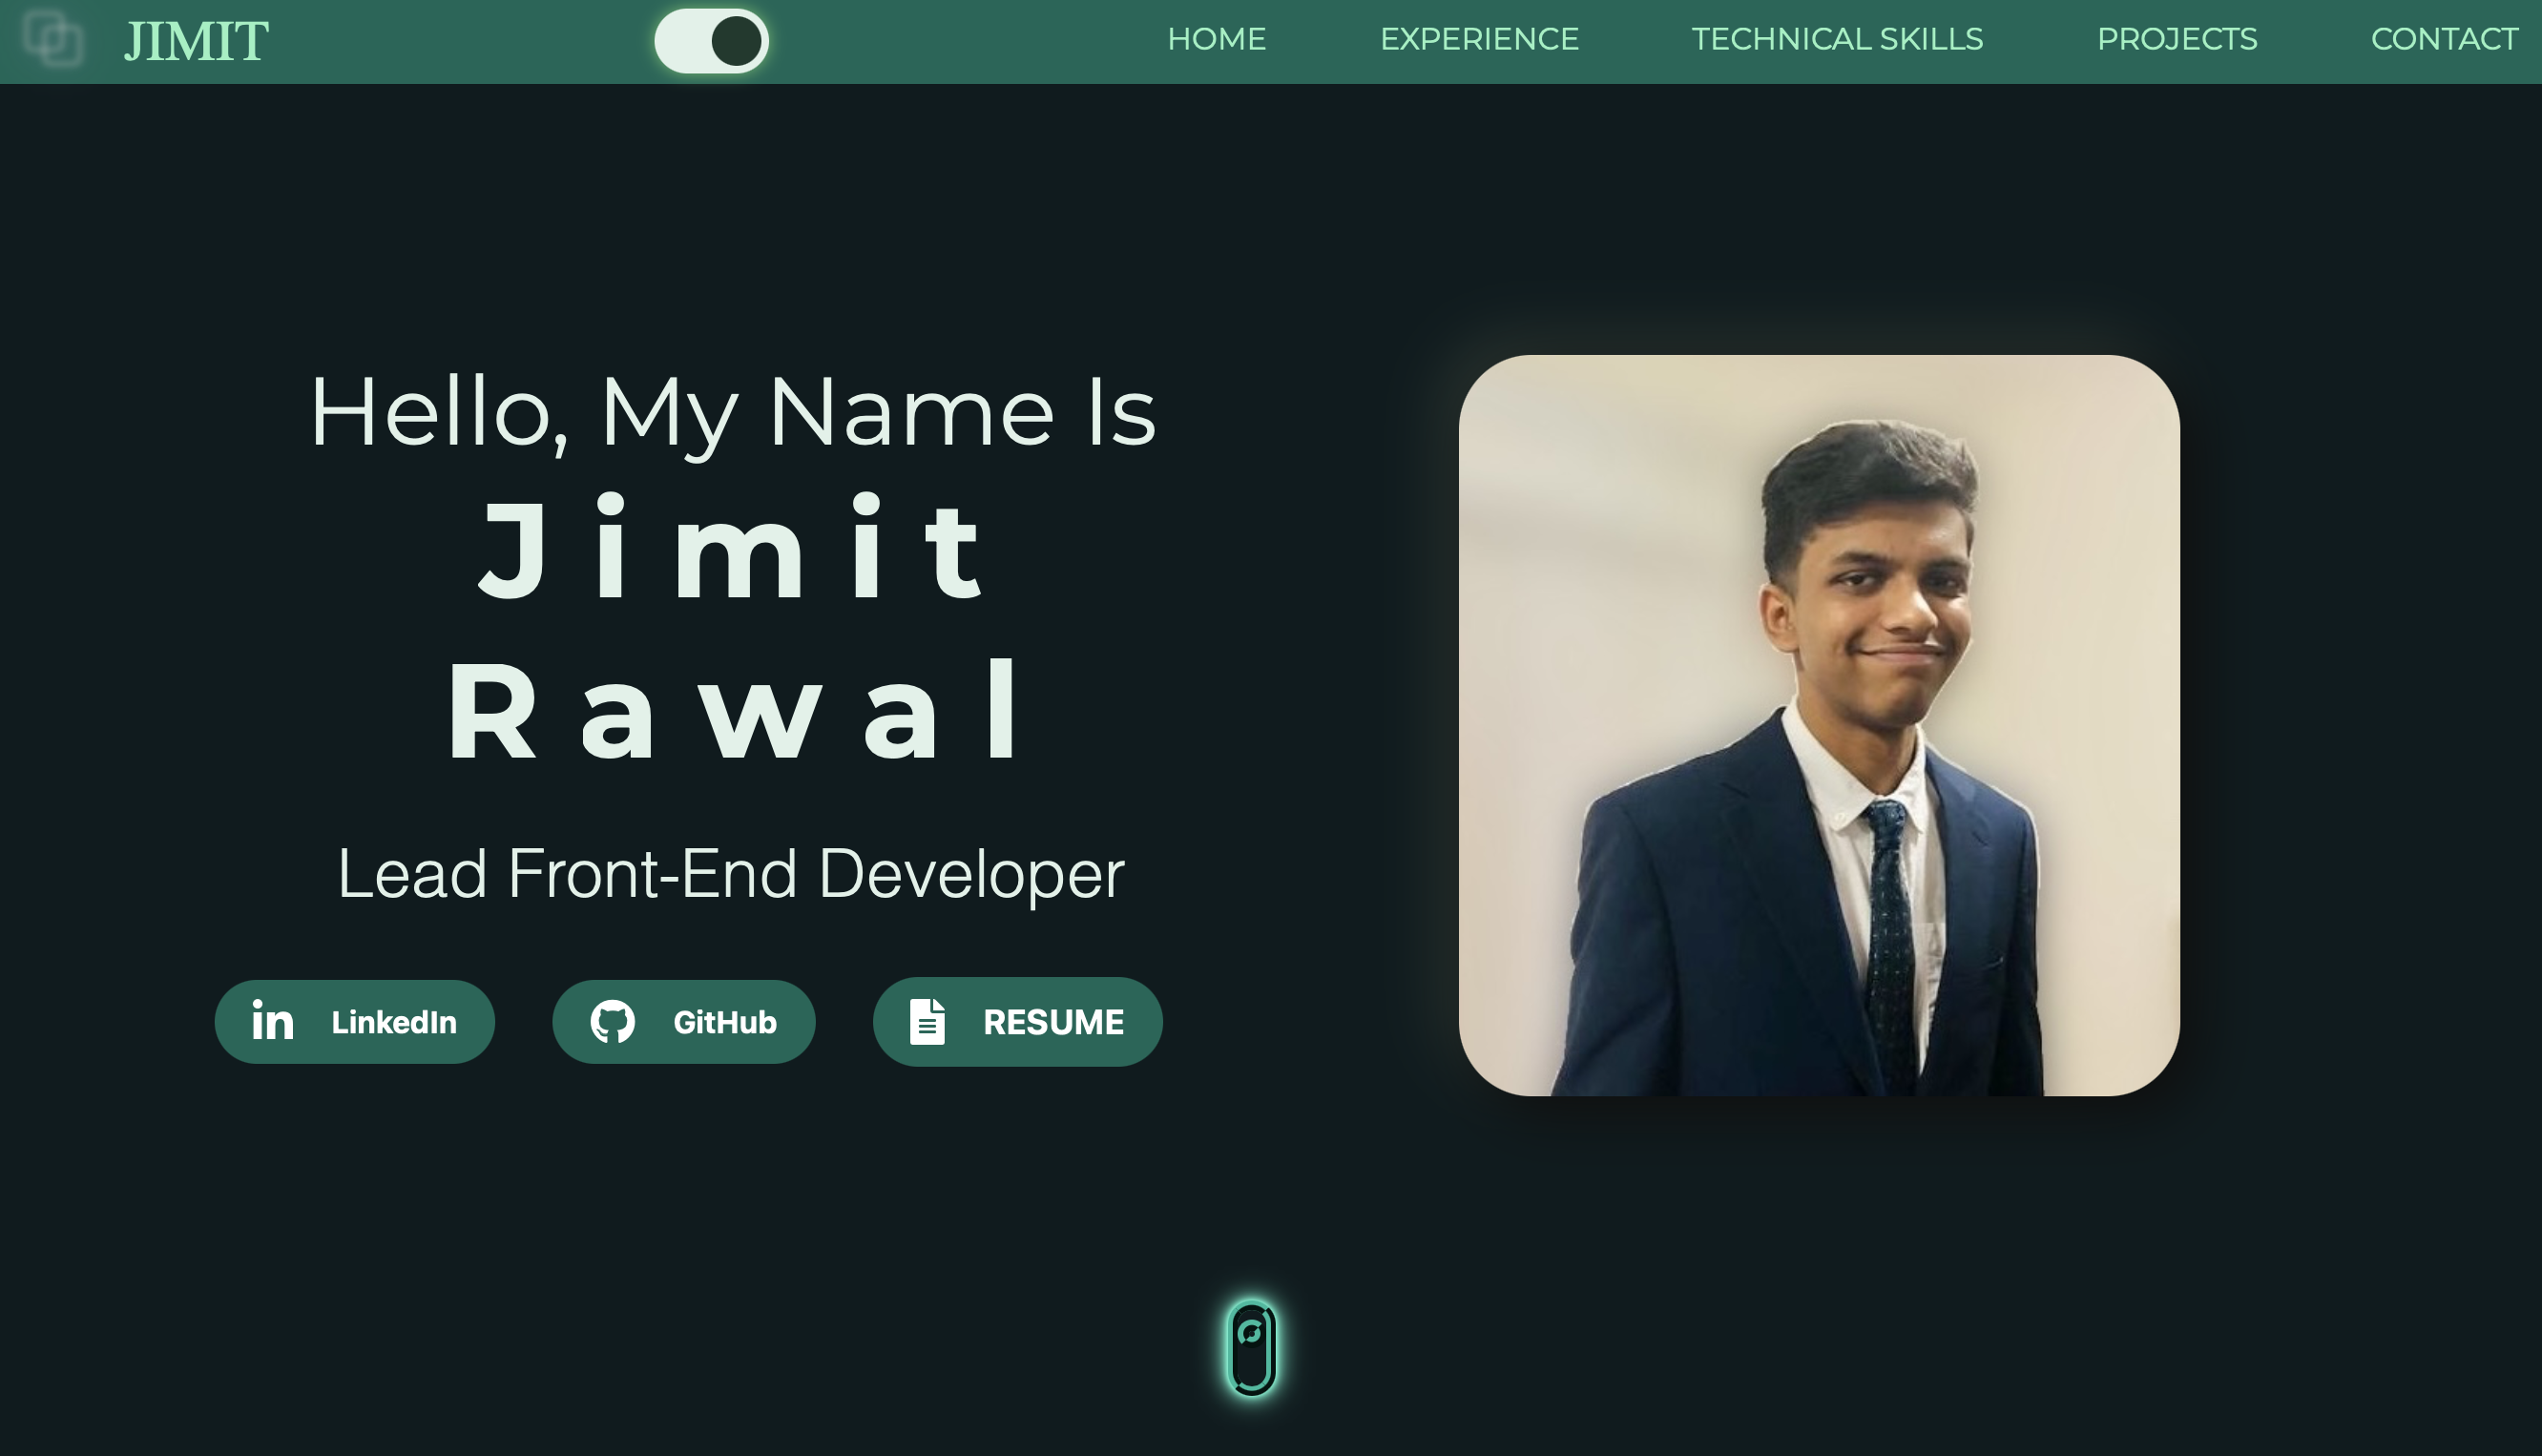 JIMIT
HOME EXPERIENCE TECHNICAL SKILLS PROJECTS CONTACT
Hello, My Name Is
Jimit
Rawal
Lead Front-End Developer
in LinkedIn GitHub RESUME